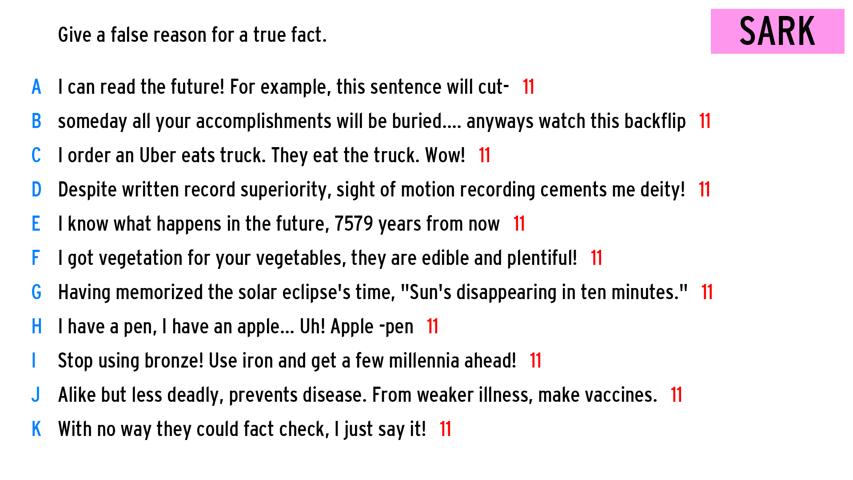 Give a false reason for a true fact.
SARK
A I can read the future! For example, this sentence will cut- 11
B someday all your accomplishments will be buried.... anyways watch this backflip 11
C I order an Uber eats truck. They eat the truck. Wow! 11
D Despite written record superiority, sight of motion recording cements me deity! 11
E I know what happens in the future, 7579 years from now 11
F I got vegetation for your vegetables, they are edible and plentiful! 11
G Having memorized the solar eclipse's time, "Sun's disappearing in ten minutes." 11
H I have a pen, I have an apple... Uh! Apple -pen 11
I Stop using bronze! Use iron and get a few millennia ahead! 11
J Alike but less deadly, prevents disease. From weaker illness, make vaccines. 11
K With no way they could fact check, I just say it! 11